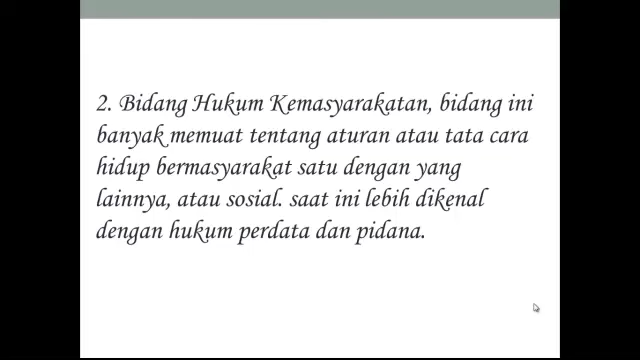 2. Bidang Hukum Kemasyarakatan, bidang ini
banyak memuat tentang aturan atau tata cara
hidup bermasyarakat satu dengan yang
lainnya, atau sosial. saat ini lebih dikenal
dengan hukum perdata dan pidana.